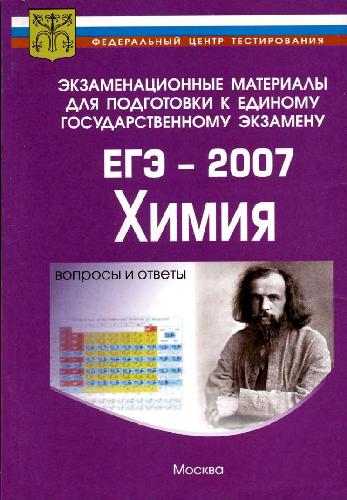 ФЕДЕРАЛЬНЫЙ ЦЕНТР ТЕСТИРОВАНИЯ
ЭКЗАМЕНАЦИОННЫЕ МАТЕРИАЛЫ
ДЛЯ ПОДГОТОВКИ К ЕДИНОМУ
ГОСУДАРСТВЕННОМУ ЭКЗАМЕНУ
ЕГЭ – 2007
ХИМИЯ
вопросы и ответы
Москва